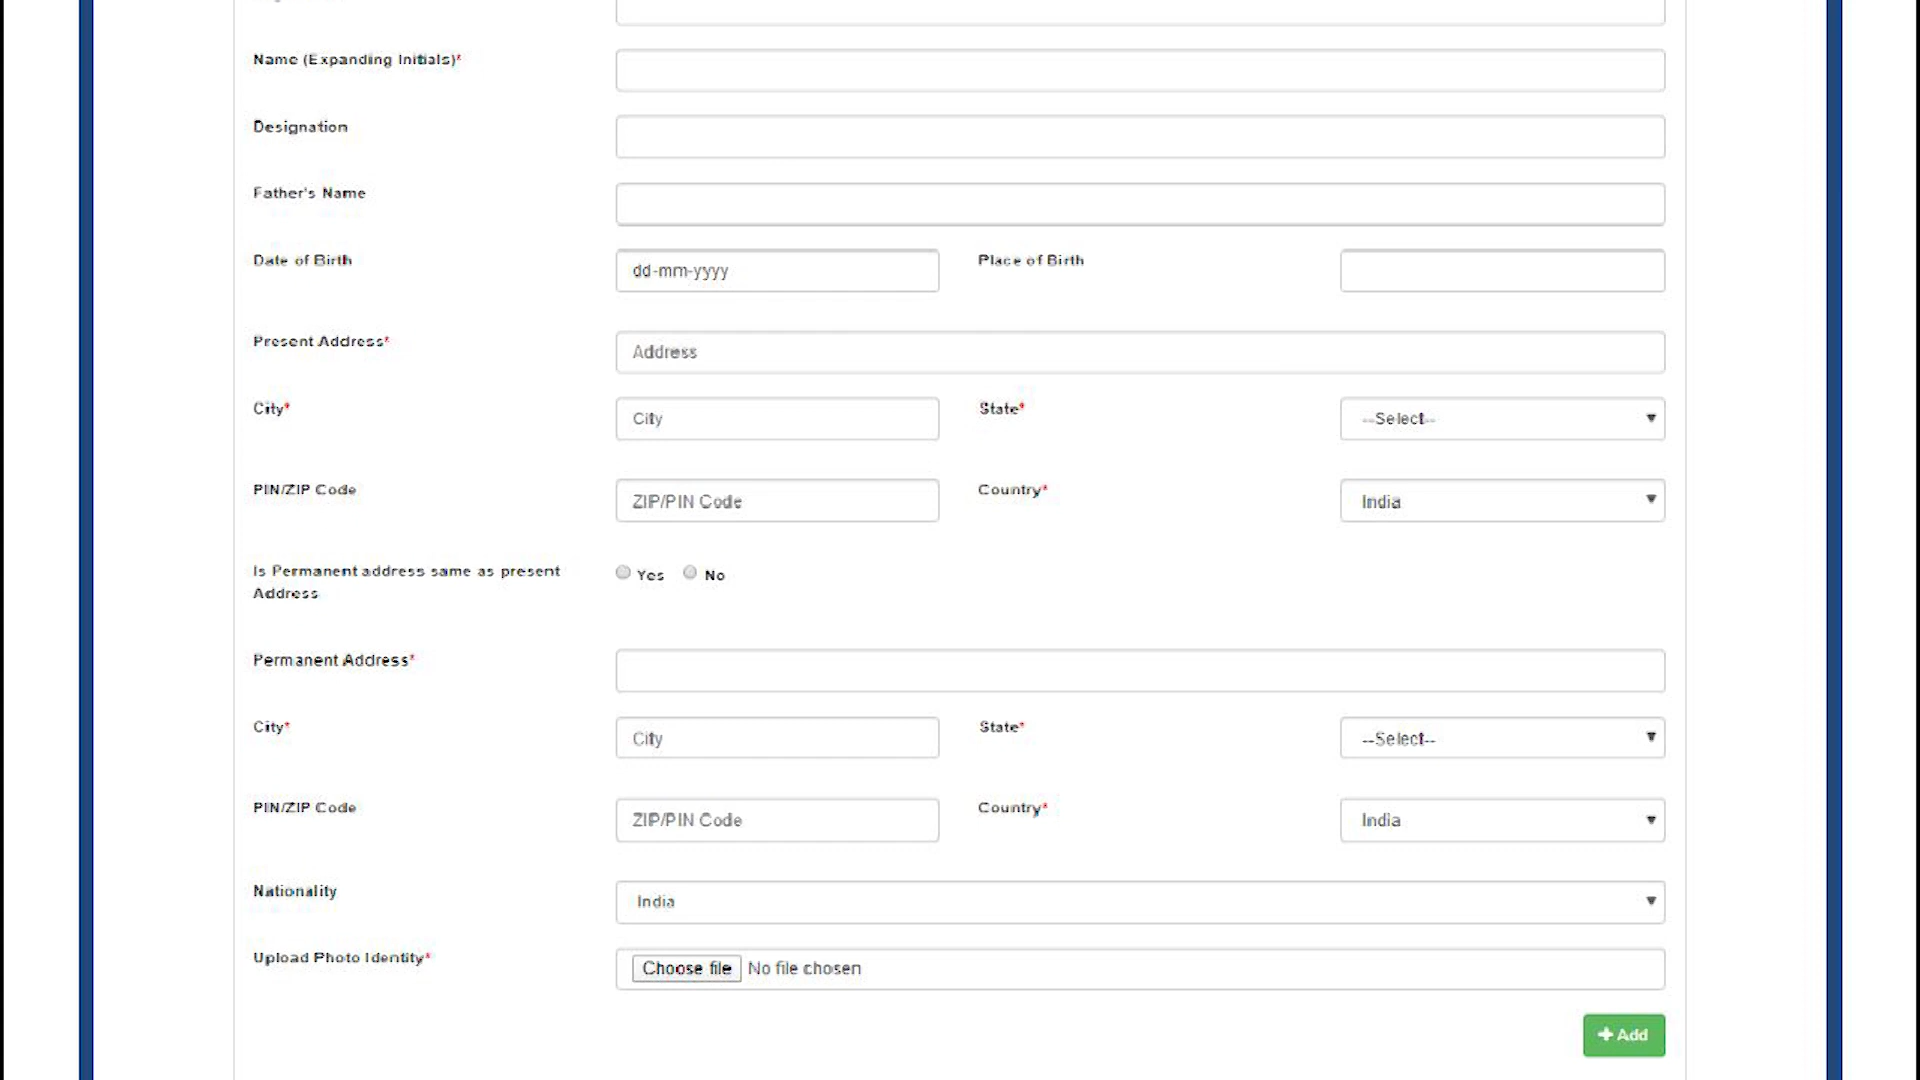 Name (Expanding Initials)*
Designation
Father's Name
Date of Birth dd-mm-yyyy Place of Birth
Present Address* Address
City* City State* --Select--
PIN/ZIP Code ZIP/PIN Code Country* India
Is Permanent address same as present Yes No
Address
Permanent Address*
City* City State* --Select--
PIN/ZIP Code ZIP/PIN Code Country* India
Nationality India
Upload Photo Identity* Choose file No file chosen
+ Add